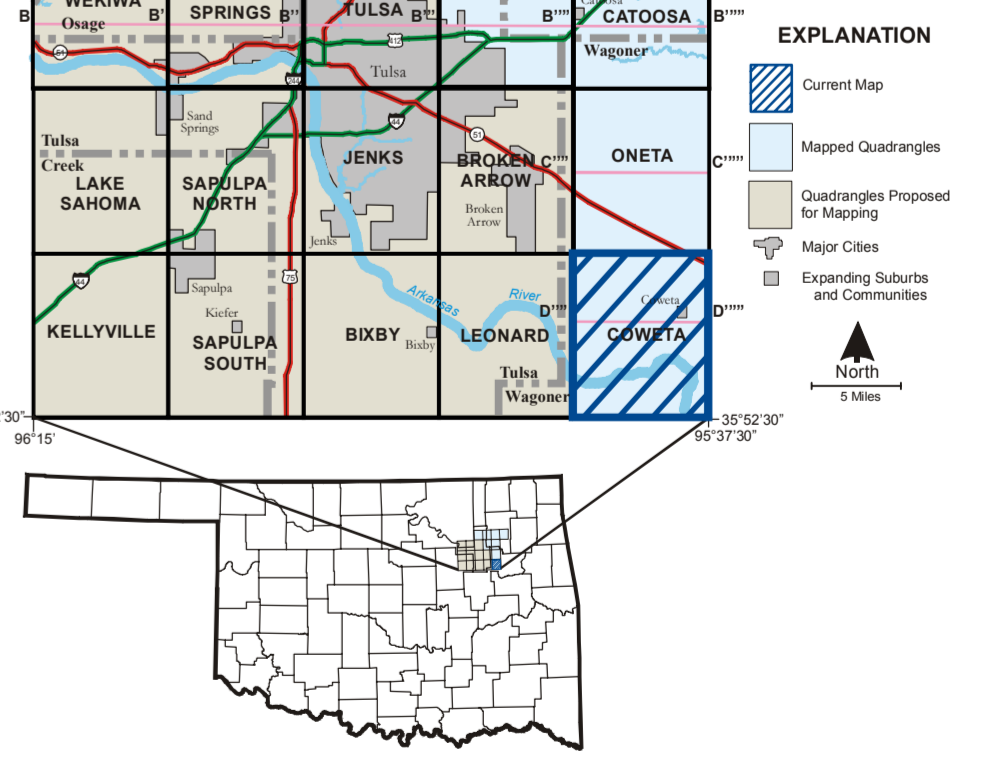 WEKIWA
SPRINGS
TULSA
Catoosa
CATOOSA
B
B'
B''
B'''
B''''
B'''''
Osage
Wagoner
51
412
244
Tulsa
44
51
Sand
Springs
Tulsa
Creek
LAKE
SAHOMA
SAPULPA
NORTH
JENKS
BROKEN
ARROW
C''''
ONETA
C'''''
Broken
Arrow
Jenks
44
75
Sapulpa
Kiefer
KELLYVILLE
SAPULPA
SOUTH
BIXBY
Bixby
Arkansas
River
LEONARD
D''''
Coweta
COWETA
D'''''
Tulsa
Wagoner
30"
96°15'
35°52'30"
95°37'30"
EXPLANATION
Current Map
Mapped Quadrangles
Quadrangles Proposed
for Mapping
Major Cities
Expanding Suburbs
and Communities
North
5 Miles